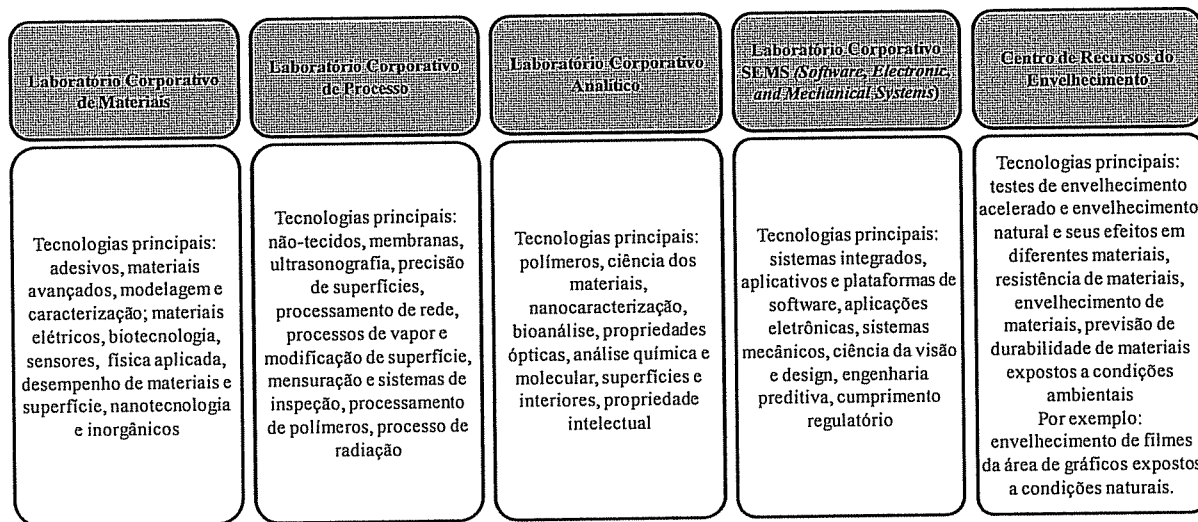 Laboratório Corporativo
de Materiais
Tecnologias principais:
adesivos, materiais
avançados, modelagem e
caracterização; materiais
elétricos, biotecnologia,
sensores, física aplicada,
desempenho de materiais e
superfície, nanotecnologia
e inorgânicos
Laboratório Corporativo
de Processo
Tecnologias principais:
não-tecidos, membranas,
ultrasonografia, precisão
de superfícies,
processamento de rede,
processos de vapor e
modificação de superfície,
mensuração e sistemas de
inspeção, processamento
de polímeros, processo de
radiação
Laboratório Corporativo
Analítico
Tecnologias principais:
polímeros, ciência dos
materiais,
nanocaracterização,
bioanálise, propriedades
ópticas, análise química e
molecular, superfícies e
interiores, propriedade
intelectual
Laboratório Corporativo
SEMS (Software, Electronic,
and Mechanical Systems)
Tecnologias principais:
sistemas integrados,
aplicativos e plataformas de
software, aplicações
eletrônicas, sistemas
mecânicos, ciência da visão
e design, engenharia
preditiva, cumprimento
regulatório
Centro de Recursos do
Envelhecimento
Tecnologias principais:
testes de envelhecimento
acelerado e envelhecimento
natural e seus efeitos em
diferentes materiais,
resistência de materiais,
envelhecimento de
materiais, previsão de
durabilidade de materiais
expostos a condições
ambientais
Por exemplo:
envelhecimento de filmes
da área de gráficos expostos
a condições naturais.